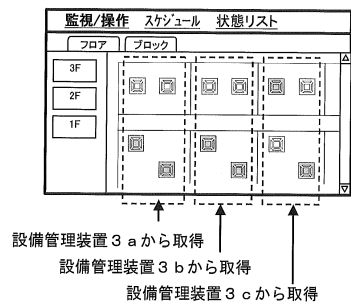 監視/操作 スケジュール 状態リスト
フロア ブロック
3F
2F
1F
設備管理装置3aから取得
設備管理装置3bから取得
設備管理装置3cから取得